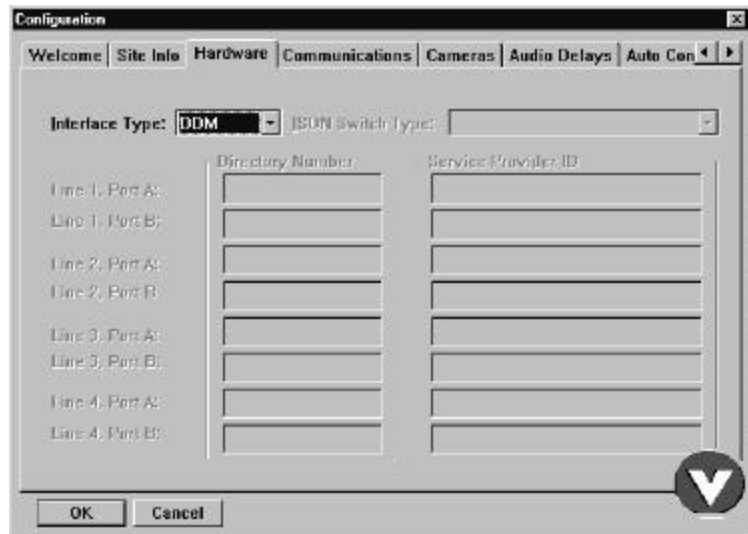 Configuration
Welcome Site Info Hardware Communications Cameras Audio Delays Auto Con
Interface Type: DDM ISDN Switch Type:
Directory Number Service Provider ID
Line 1, Port A:
Line 1, Port B:
Line 2, Port A:
Line 2, Port B
Line 3, Port A:
Line 3, Port B:
Line 4, Port A:
Line 4, Port B:
OK Cancel
V